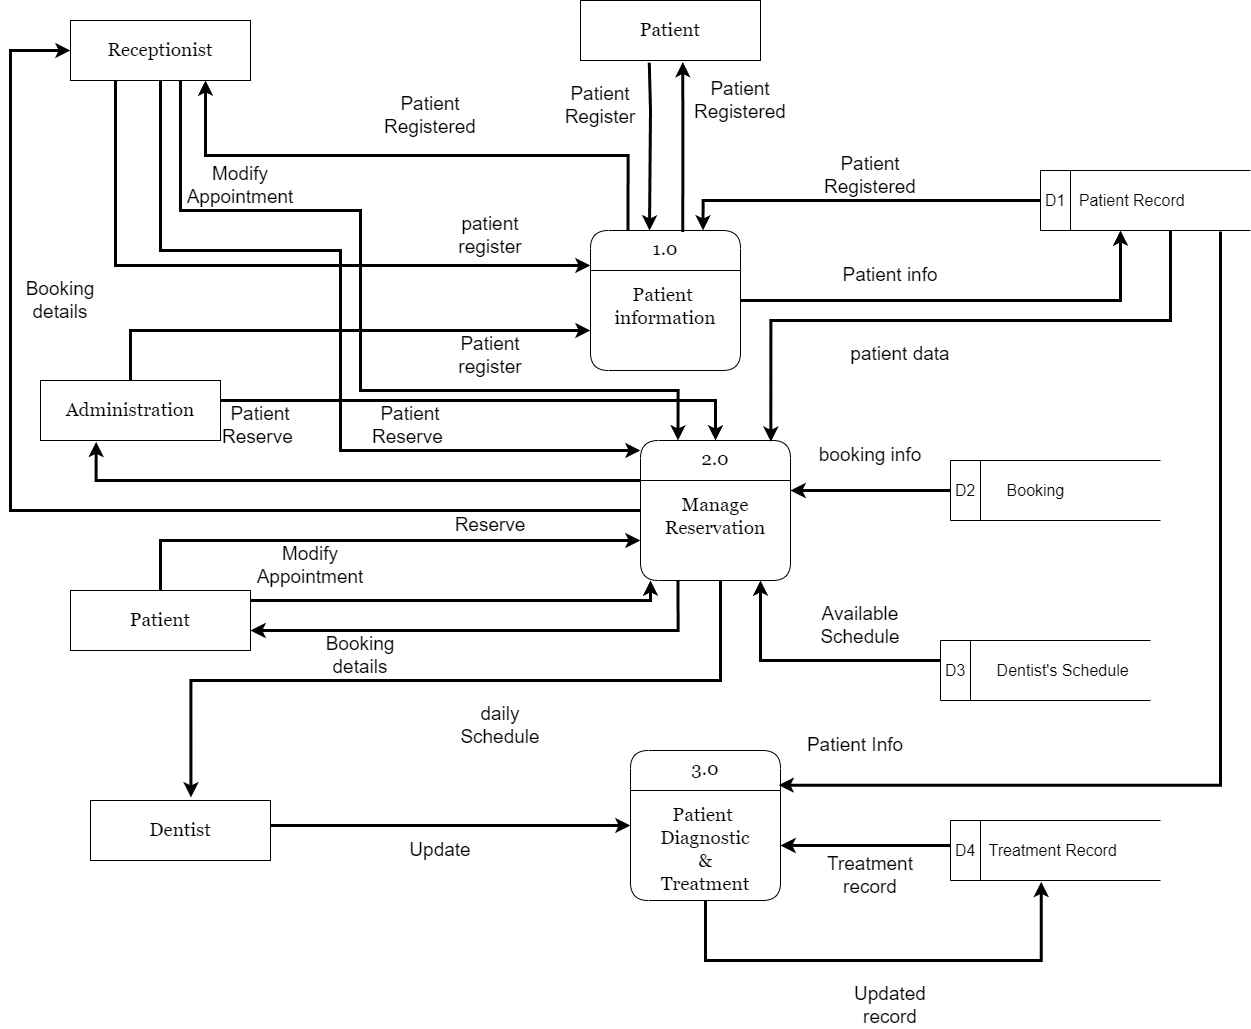 Receptionist
Patient
Patient
Registered
Patient
Register
Patient
Registered
Modify
Appointment
Patient
Registered
D1
Patient Record
patient
register
1.0
Patient
information
Patient info
Booking
details
Patient
register
patient data
Administration
Patient
Reserve
Patient
Reserve
2.0
Manage
Reservation
booking info
D2
Booking
Reserve
Modify
Appointment
Patient
Booking
details
Available
Schedule
D3
Dentist's Schedule
daily
Schedule
Patient Info
3.0
Patient
Diagnostic
&
Treatment
Dentist
Update
D4
Treatment Record
Treatment
record
Updated
record